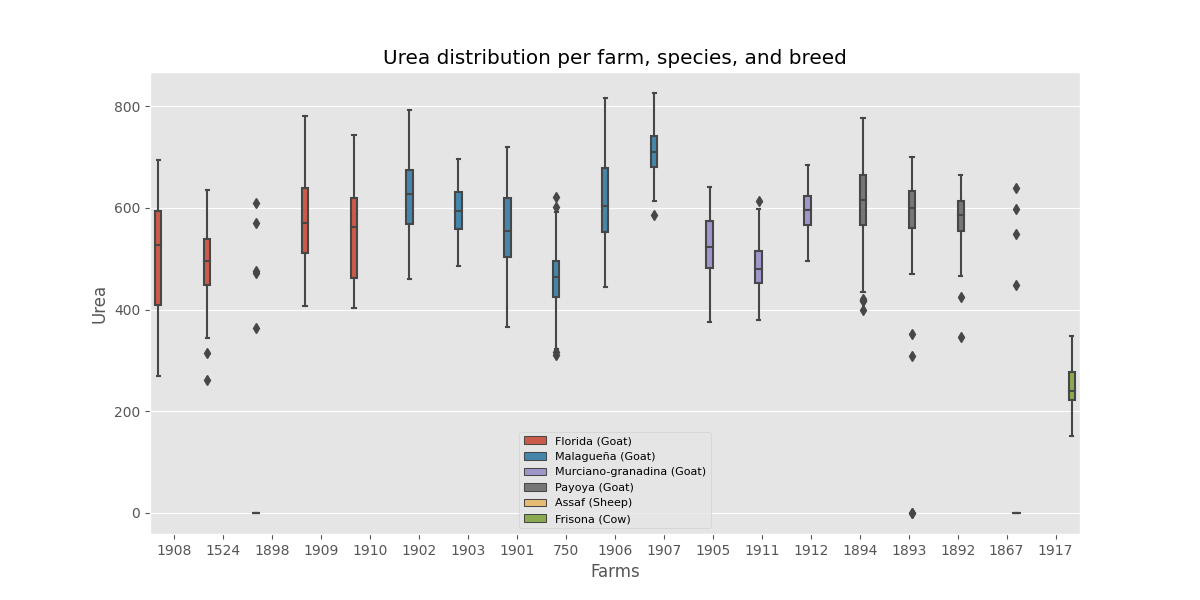 Urea distribution per farm, species, and breed
800
600
400
200
0
Urea
Florida (Goat)
Malagueña (Goat)
Murciano-granadina (Goat)
Payoya (Goat)
Assaf (Sheep)
Frisona (Cow)
1908 1524 1898 1909 1910 1902 1903 1901 750 1906 1907 1905 1911 1912 1894 1893 1892 1867 1917
Farms